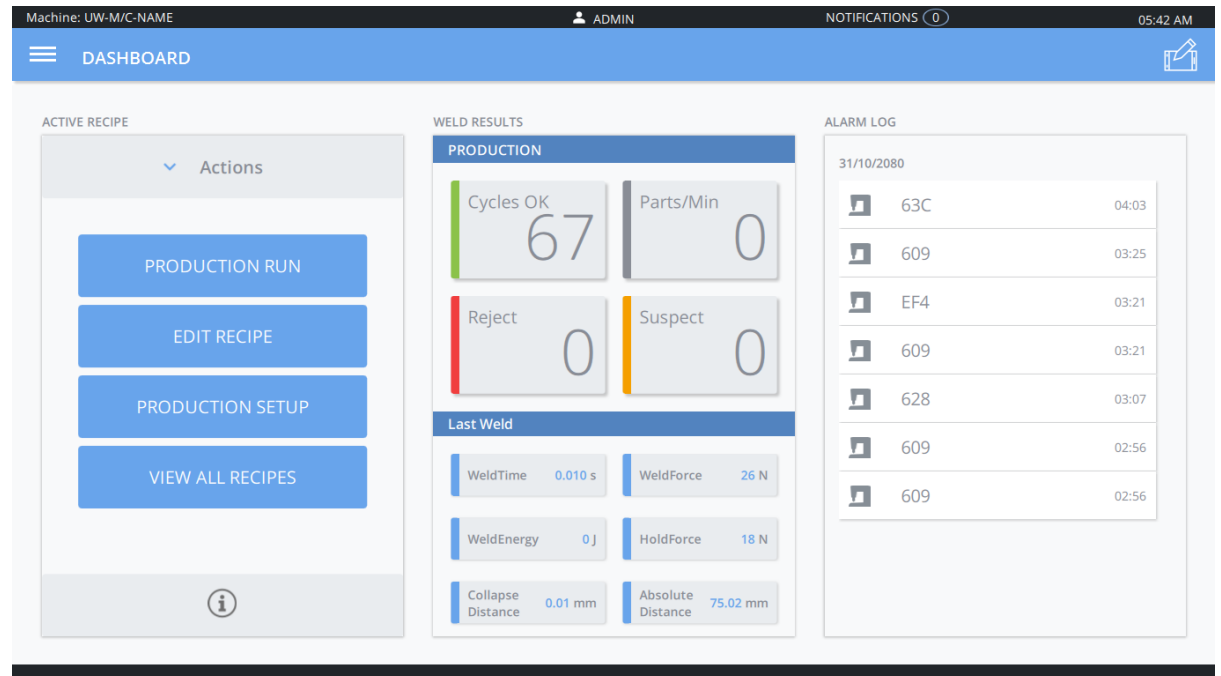 Machine: UW-M/C-NAME ADMIN NOTIFICATIONS 0 05:42 AM
DASHBOARD
ACTIVE RECIPE
Actions
PRODUCTION RUN
EDIT RECIPE
PRODUCTION SETUP
VIEW ALL RECIPES
WELD RESULTS
PRODUCTION
Cycles OK
67
Parts/Min
0
Reject
0
Suspect
0
Last Weld
WeldTime 0.010 s
WeldForce 26 N
WeldEnergy 0 J
HoldForce 18 N
Collapse
Distance 0.01 mm
Absolute
Distance 75.02 mm
ALARM LOG
31/10/2080
63C 04:03
609 03:25
EF4 03:21
609 03:21
628 03:07
609 02:56
609 02:56